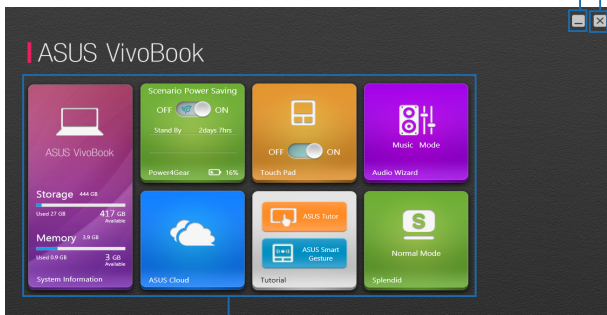 ASUS VivoBook
ASUS VivoBook
Storage 444 GB
Used 27 GB 417 GB
Available
Memory 3.9 GB
Used 0.9 GB 3 GB
Available
System Information
Scenario Power Saving
OFF ON
Stand By 2days 7hrs
Power4Gear 16%
OFF ON
Touch Pad
Music Mode
Audio Wizard
ASUS Cloud
ASUS Tutor
ASUS Smart
Gesture
Tutorial
S
Normal Mode
Splendid